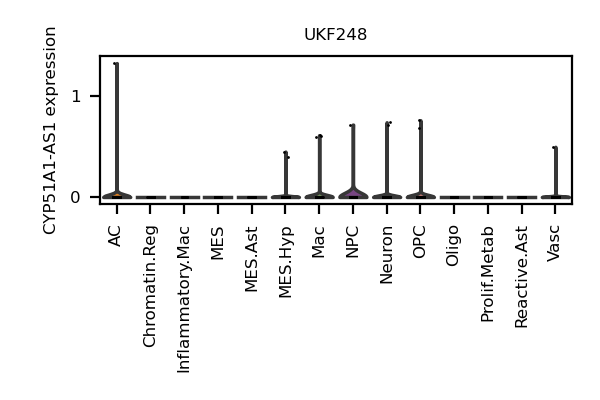 UKF248
CYP51A1-AS1 expression
1
0
AC
Chromatin.Reg
Inflammatory.Mac
MES
MES.Ast
MES.Hyp
Mac
NPC
Neuron
OPC
Oligo
Prolif.Metab
Reactive.Ast
Vasc